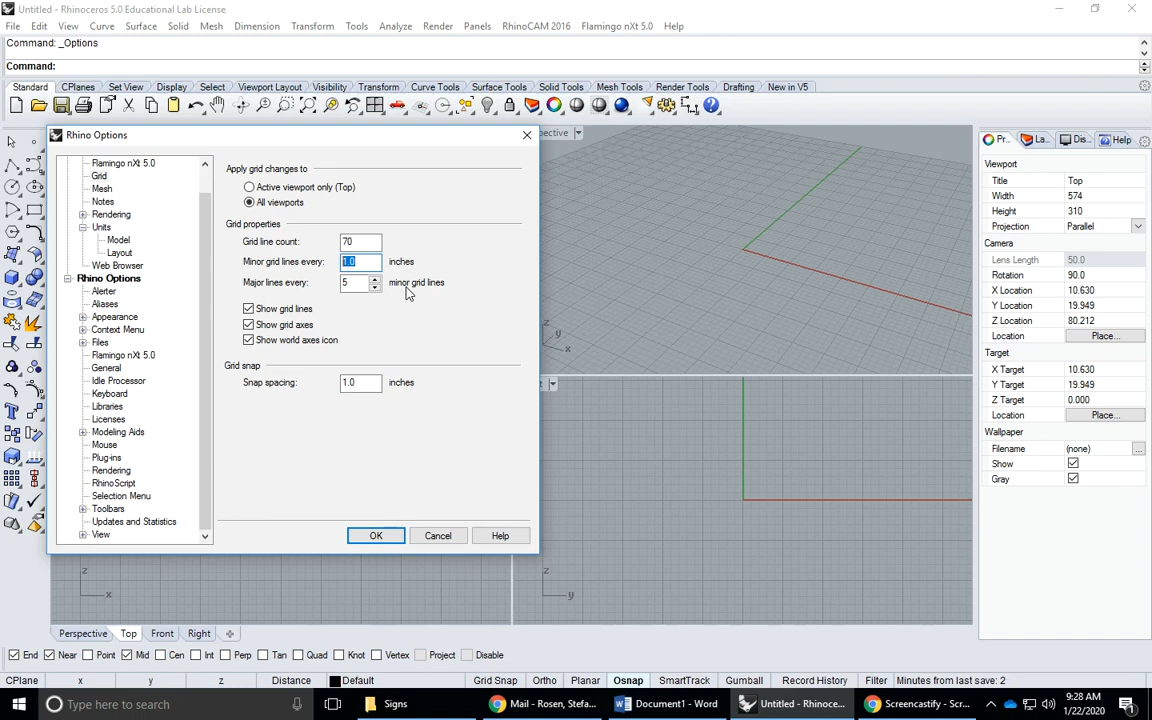 Untitled - Rhinoceros 5.0 Educational Lab License
File Edit View Curve Surface Solid Mesh Dimension Transform Tools Analyze Render Panels RhinoCAM 2016 Flamingo nXt 5.0 Help
Command: _Options
Command:
Standard CPlanes Set View Display Select Viewport Layout Visibility Transform Curve Tools Surface Tools Solid Tools Mesh Tools Render Tools Drafting New in V5
Rhino Options
Flamingo nXt 5.0
Grid
Mesh
Notes
Rendering
Units
Model
Layout
Web Browser
Rhino Options
Alerter
Aliases
Appearance
Context Menu
Files
Flamingo nXt 5.0
General
Idle Processor
Keyboard
Libraries
Licenses
Modeling Aids
Mouse
Plug-ins
Rendering
RhinoScript
Selection Menu
Toolbars
Updates and Statistics
View
Apply grid changes to
Active viewport only (Top)
All viewports
Grid properties
Grid line count: 70
Minor grid lines every: 1.0 inches
Major lines every: 5 minor grid lines
Show grid lines
Show grid axes
Show world axes icon
Grid snap
Snap spacing: 1.0 inches
OK Cancel Help
pective
z
y
x
t
z
x
z
y
Pr... La... Dis... Help
Viewport
Title Top
Width 574
Height 310
Projection Parallel
Camera
Lens Length 50.0
Rotation 90.0
X Location 10.630
Y Location 19.949
Z Location 80.212
Location Place...
Target
X Target 10.630
Y Target 19.949
Z Target 0.000
Location Place...
Wallpaper
Filename (none) ...
Show
Gray
Perspective Top Front Right
End Near Point Mid Cen Int Perp Tan Quad Knot Vertex Project Disable
CPlane x y z Distance Default Grid Snap Ortho Planar Osnap SmartTrack Gumball Record History Filter Minutes from last save: 2
Type here to search
Signs
Mail - Rosen, Stefa...
Document1 - Word
Untitled - Rhinoce...
Screencastify - Scr...
9:28 AM
1/22/2020
1